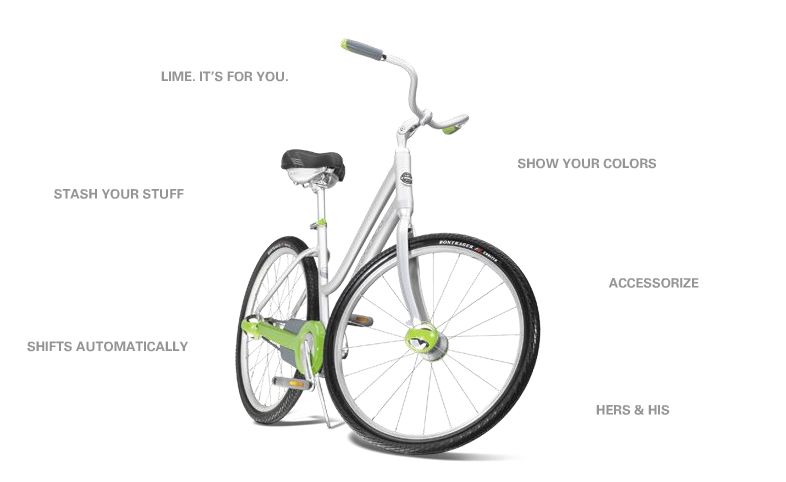 LIME. IT'S FOR YOU.
SHOW YOUR COLORS
STASH YOUR STUFF
BONTRAGER
ACCESSORIZE
SHIFTS AUTOMATICALLY
HERS & HIS